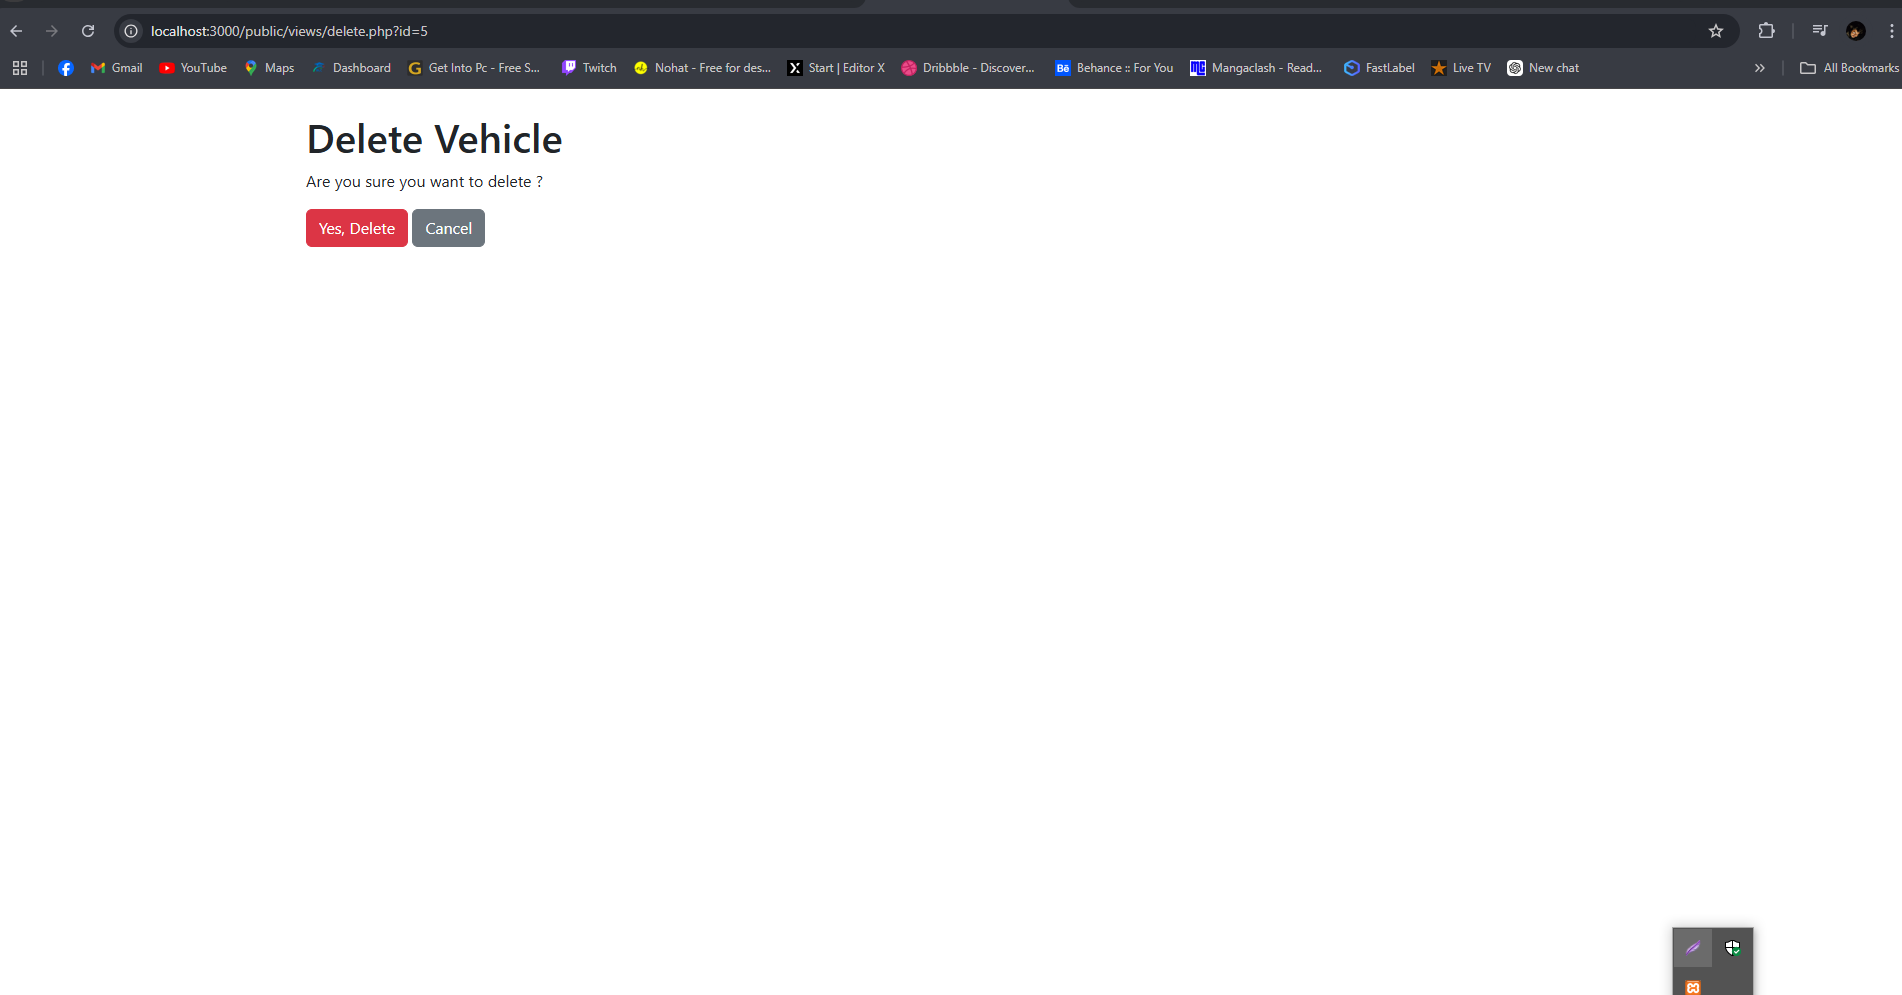 localhost:3000/public/views/delete.php?id=5
Gmail YouTube Maps Dashboard Get Into Pc - Free S... Twitch Nohat - Free for des... Start | Editor X Dribbble - Discover... Bē Behance :: For You Mangaclash - Read... FastLabel Live TV New chat » All Bookmarks
Delete Vehicle
Are you sure you want to delete ?
Yes, Delete Cancel